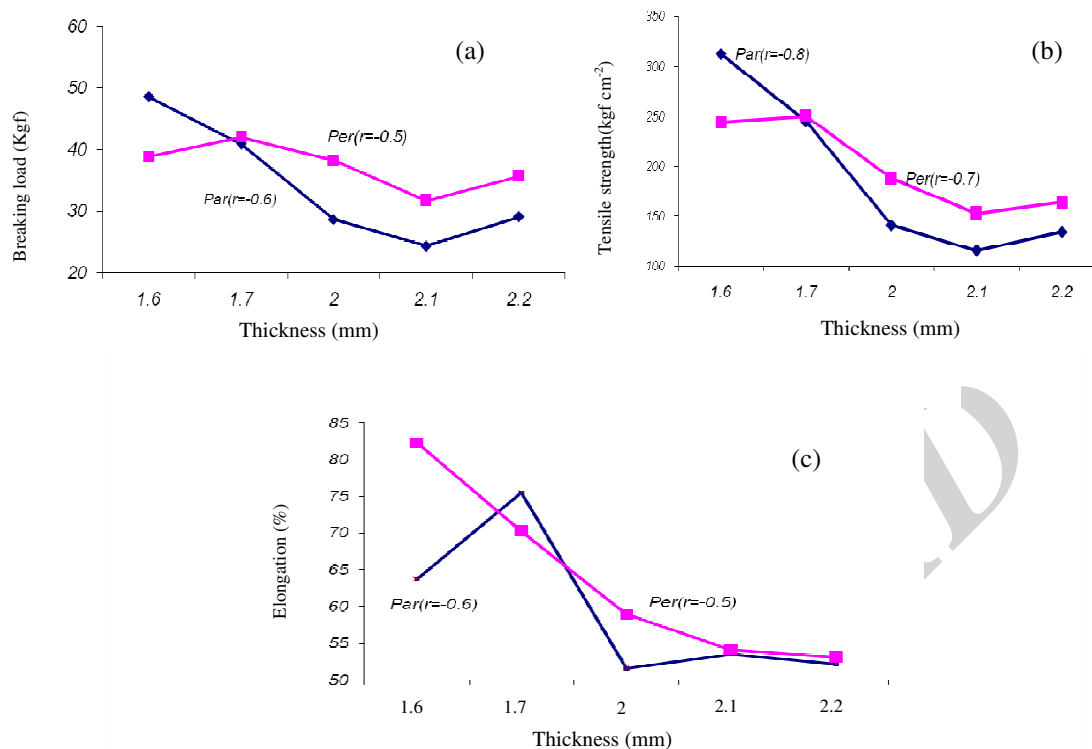 (a)
Breaking load (Kgf)
60
50
40
30
20
Per(r=-0.5)
Par(r=-0.6)
1.6 1.7 2 2.1 2.2
Thickness (mm)
(b)
Tensile strength(kgf cm⁻²)
350
300
250
200
150
100
Par(r=-0.8)
Per(r=-0.7)
1.6 1.7 2 2.1 2.2
Thickness (mm)
(c)
Elongation (%)
85
80
75
70
65
60
55
50
Par(r=-0.6)
Per(r=-0.5)
1.6 1.7 2 2.1 2.2
Thickness (mm)